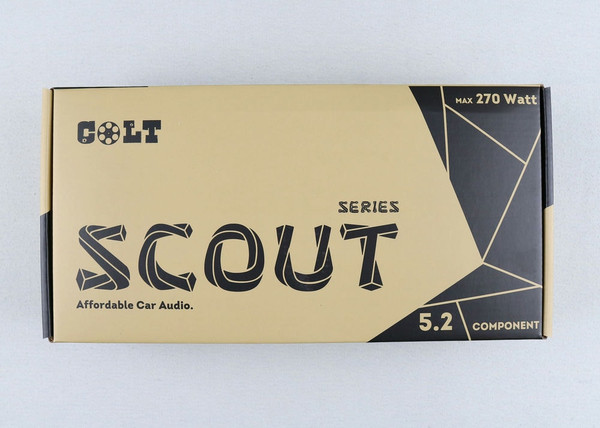 COLT
MAX 270 Watt
SERIES
SCOUT
Affordable Car Audio.
5.2 COMPONENT